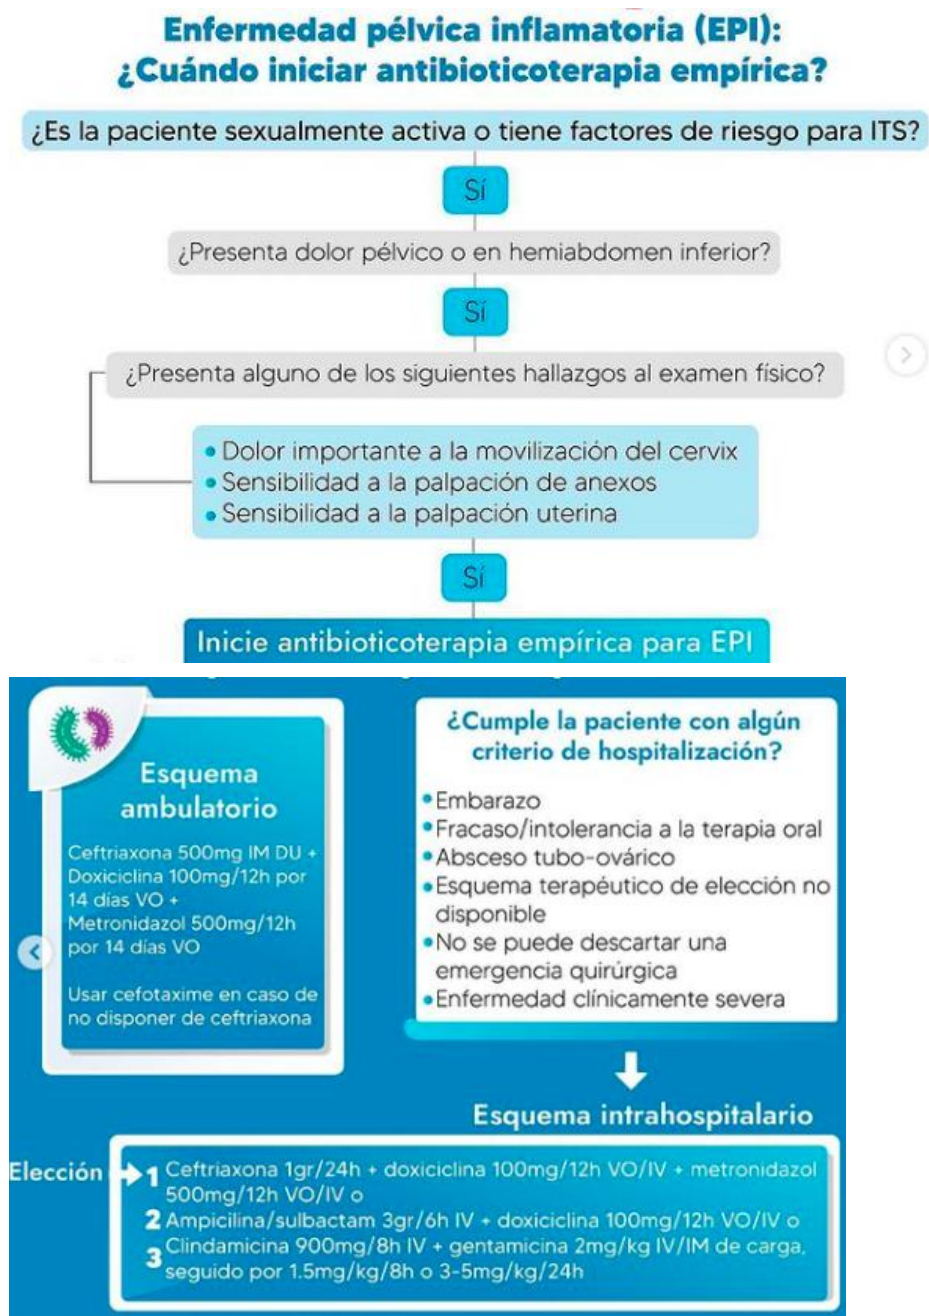 Enfermedad pélvica inflamatoria (EPI):
¿Cuándo iniciar antibioticoterapia empírica?
¿Es la paciente sexualmente activa o tiene factores de riesgo para ITS?
Sí
¿Presenta dolor pélvico o en hemiabdomen inferior?
Sí
¿Presenta alguno de los siguientes hallazgos al examen físico?
• Dolor importante a la movilización del cervix
• Sensibilidad a la palpación de anexos
• Sensibilidad a la palpación uterina
Sí
Inicie antibioticoterapia empírica para EPI
Esquema
ambulatorio
Ceftriaxona 500mg IM DU +
Doxiciclina 100mg/12h por
14 días VO +
Metronidazol 500mg/12h
por 14 días VO
Usar cefotaxime en caso de
no disponer de ceftriaxona
¿Cumple la paciente con algún
criterio de hospitalización?
• Embarazo
• Fracaso/intolerancia a la terapia oral
• Absceso tubo-ovárico
• Esquema terapéutico de elección no
disponible
• No se puede descartar una
emergencia quirúrgica
• Enfermedad clínicamente severa
Esquema intrahospitalario
Elección
1 Ceftriaxona 1gr/24h + doxiciclina 100mg/12h VO/IV + metronidazol
500mg/12h VO/IV o
2 Ampicilina/sulbactam 3gr/6h IV + doxiciclina 100mg/12h VO/IV o
3 Clindamicina 900mg/8h IV + gentamicina 2mg/kg IV/IM de carga,
seguido por 1.5mg/kg/8h o 3-5mg/kg/24h